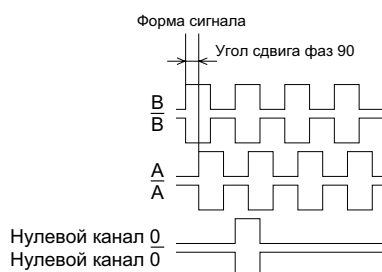 Форма сигнала
Угол сдвига фаз 90
B
B
A
A
Нулевой канал 0
Нулевой канал 0